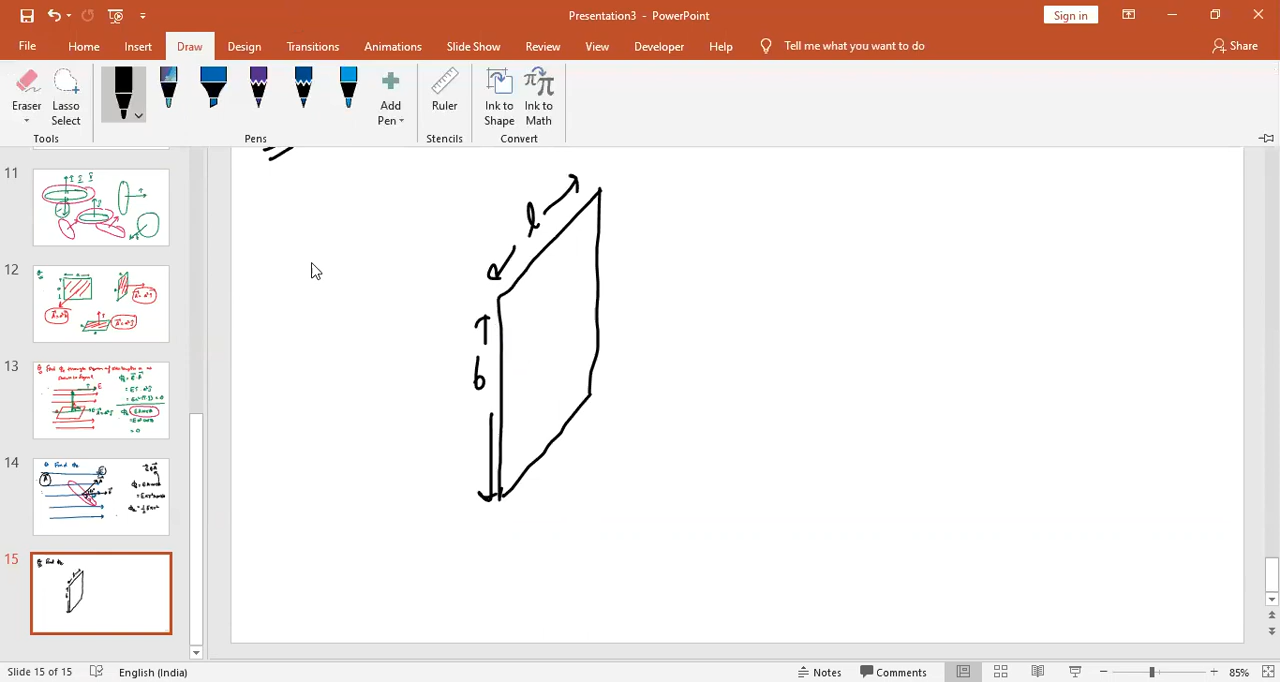 Presentation3 - PowerPoint
Sign in
File Home Insert Draw Design Transitions Animations Slide Show Review View Developer Help Tell me what you want to do Share
Eraser Lasso Select Add Pen Ruler Ink to Shape Ink to Math
Tools Pens Stencils Convert
11
12
13
14
15
Q Find
l
b
Slide 15 of 15 English (India) Notes Comments 85%